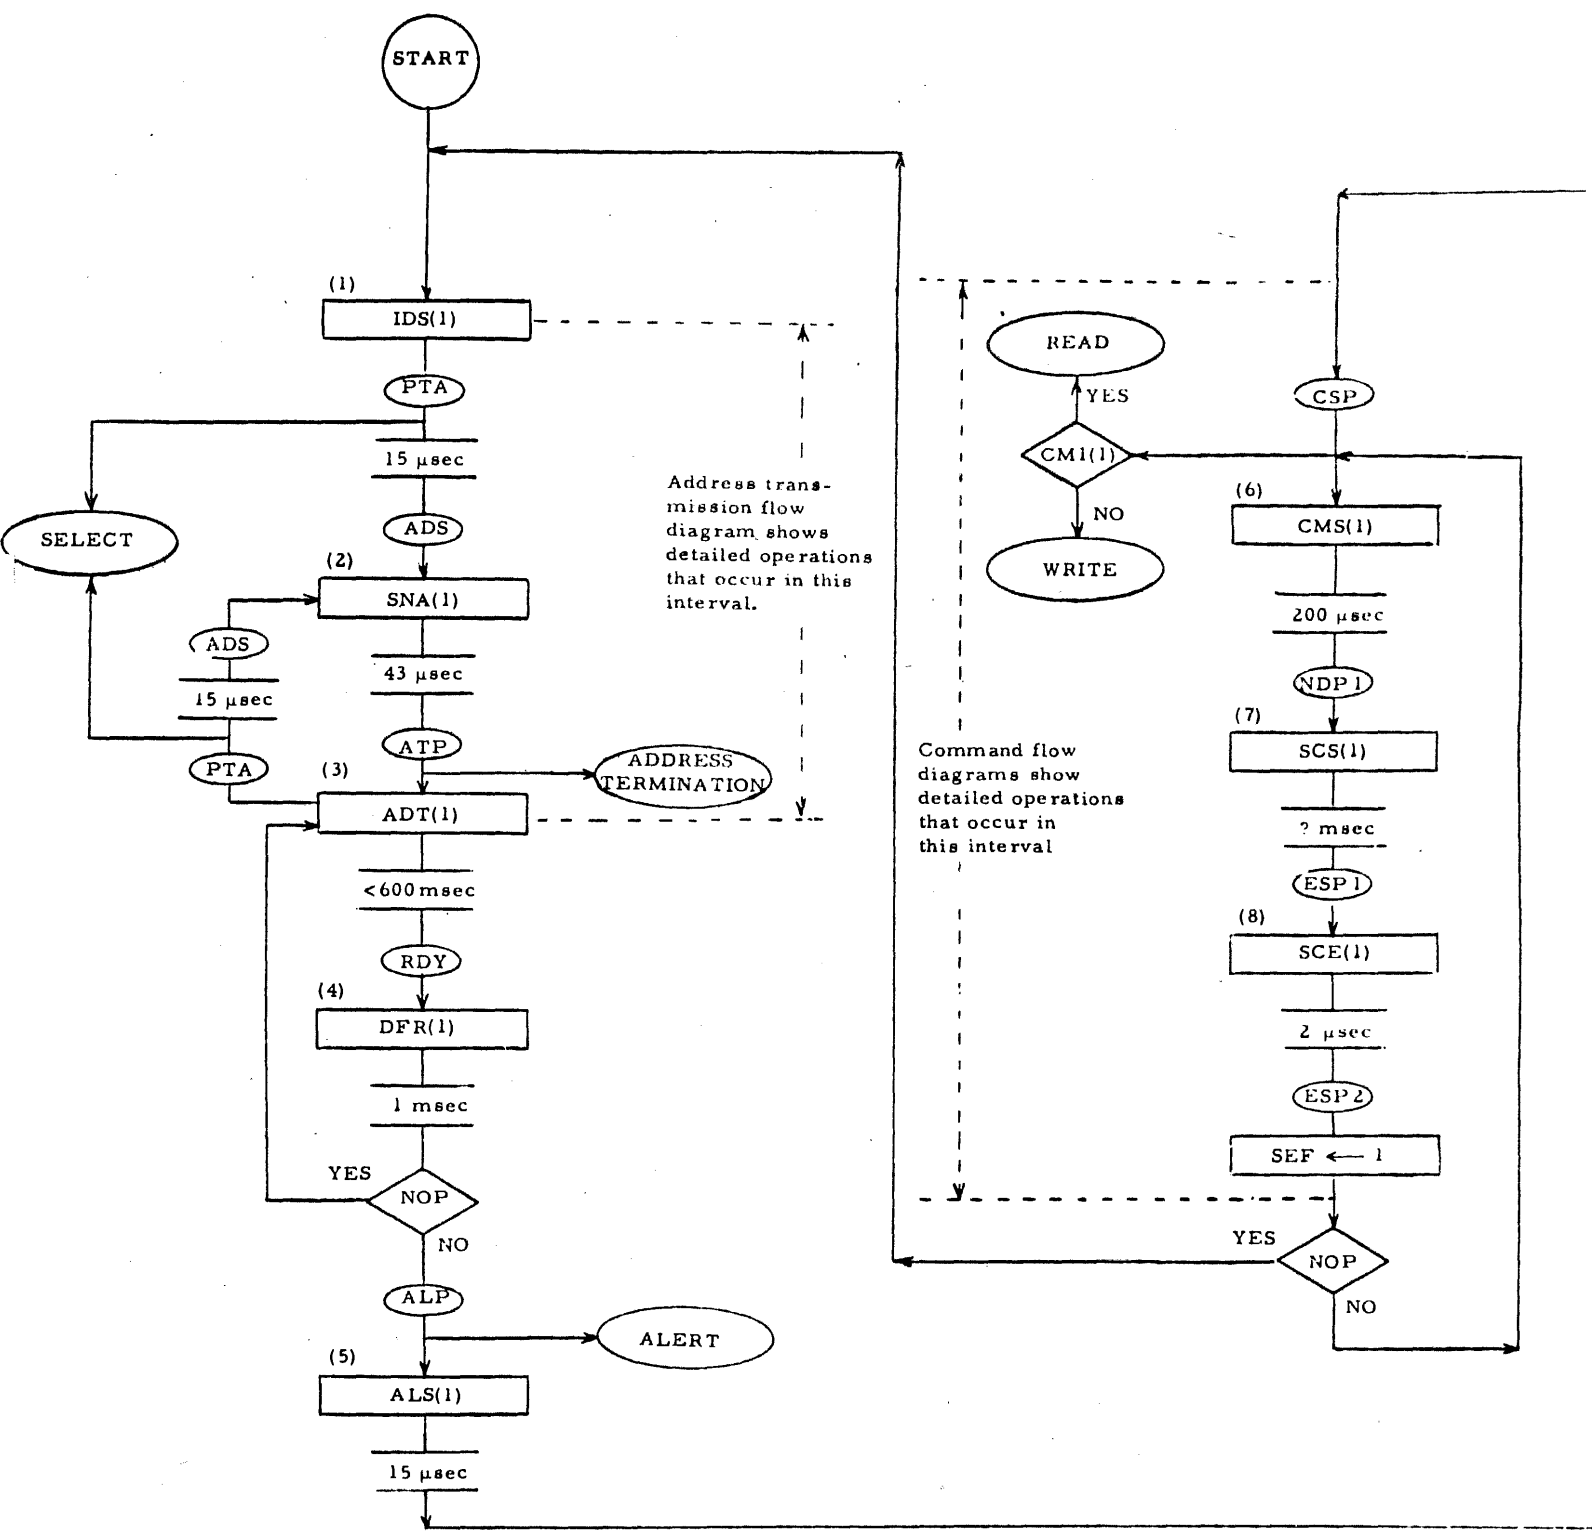 START
(1)
IDS(1)
PTA
15 μsec
ADS
SELECT
(2)
SNA(1)
ADS
15 μsec
PTA
43 μsec
ATP
ADDRESS
TERMINATION
(3)
ADT(1)
<600 msec
RDY
(4)
DFR(1)
1 msec
YES
NOP
NO
ALP
ALERT
(5)
ALS(1)
15 μsec
Address trans-
mission flow
diagram shows
detailed operations
that occur in this
interval.
READ
YES
CM1(1)
NO
WRITE
Command flow
diagrams show
detailed operations
that occur in
this interval
CSP
(6)
CMS(1)
200 μsec
NDP 1
(7)
SCS(1)
? msec
ESP 1
(8)
SCE(1)
2 μsec
ESP 2
SEF ← 1
YES
NOP
NO